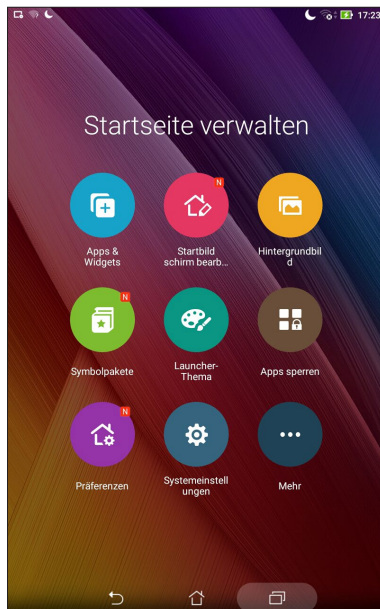 17:23
Startseite verwalten
N
Apps &
Widgets
Startbild
schirm bearb...
Hintergrundbil
d
N
Symbolpakete
Launcher-
Thema
Apps sperren
N
Präferenzen
Systemeinstell
ungen
Mehr